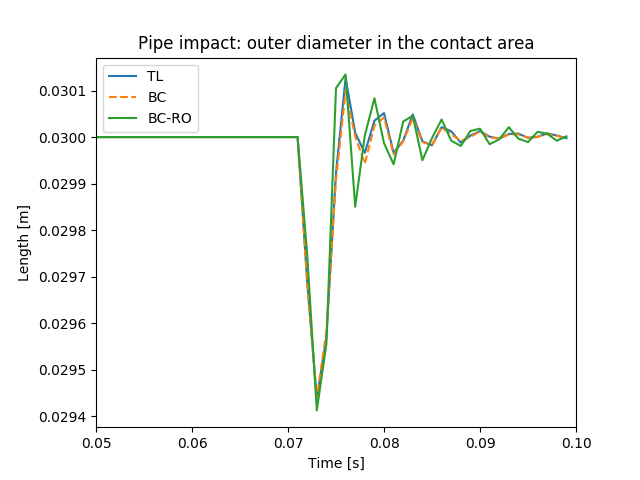 Pipe impact: outer diameter in the contact area
TL
BC
BC-RO
Length [m]
0.0301
0.0300
0.0299
0.0298
0.0297
0.0296
0.0295
0.0294
0.05 0.06 0.07 0.08 0.09 0.10
Time [s]